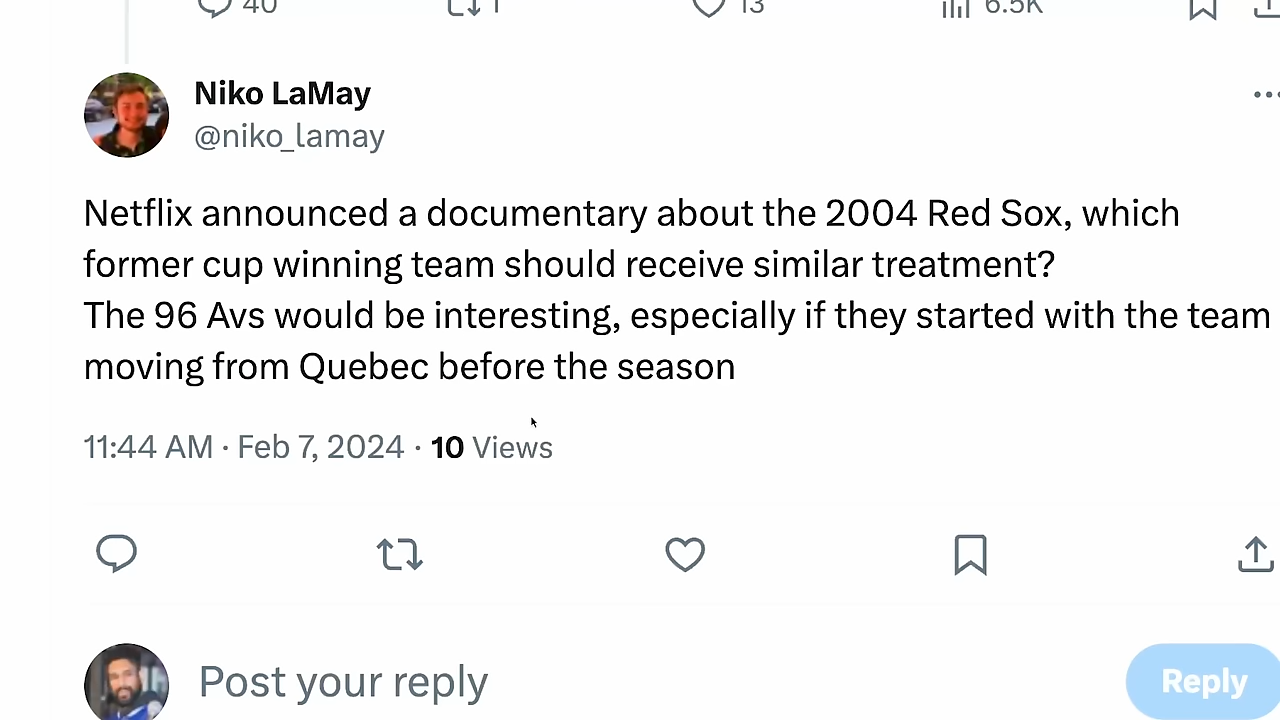 40 1 13 6.5K
Niko LaMay
@niko_lamay
Netflix announced a documentary about the 2004 Red Sox, which
former cup winning team should receive similar treatment?
The 96 Avs would be interesting, especially if they started with the team
moving from Quebec before the season
11:44 AM · Feb 7, 2024 · 10 Views
Post your reply
Reply